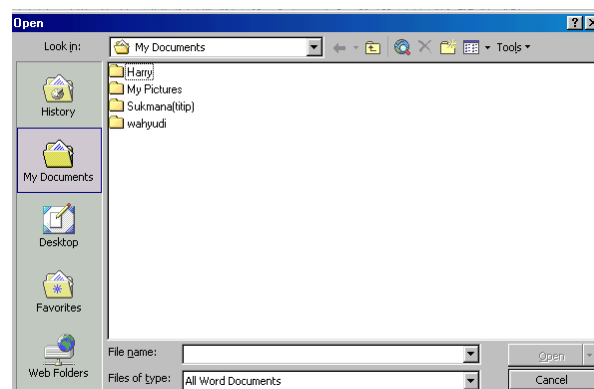 Open
Look in: My Documents Tools
History
My Documents
Desktop
Favorites
Web Folders
Harry
My Pictures
Sukmana(titip)
wahyudi
File name: Open
Files of type: All Word Documents Cancel